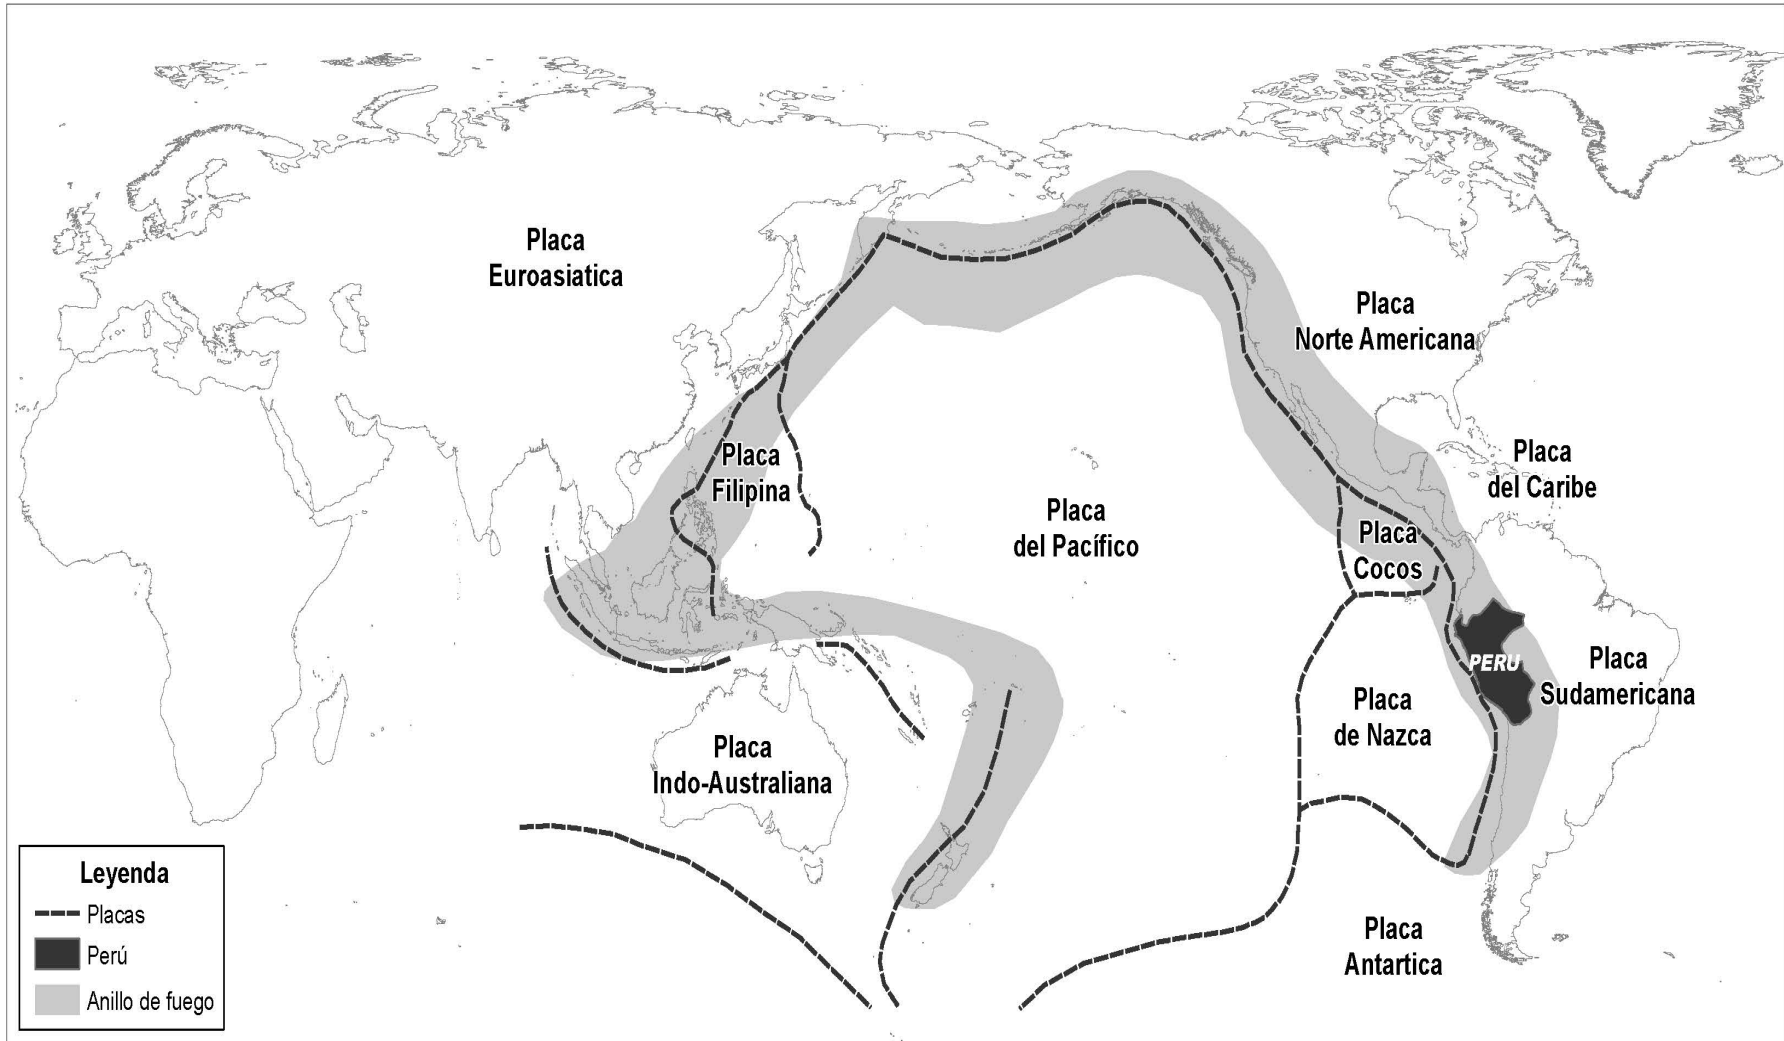 Placa
Euroasiatica
Placa
Norte Americana
Placa
Filipina
Placa
del Caribe
Placa
del Pacífico
Placa
Cocos
PERU
Placa
Sudamericana
Placa
de Nazca
Placa
Indo-Australiana
Placa
Antartica
Leyenda
Placas
Perú
Anillo de fuego